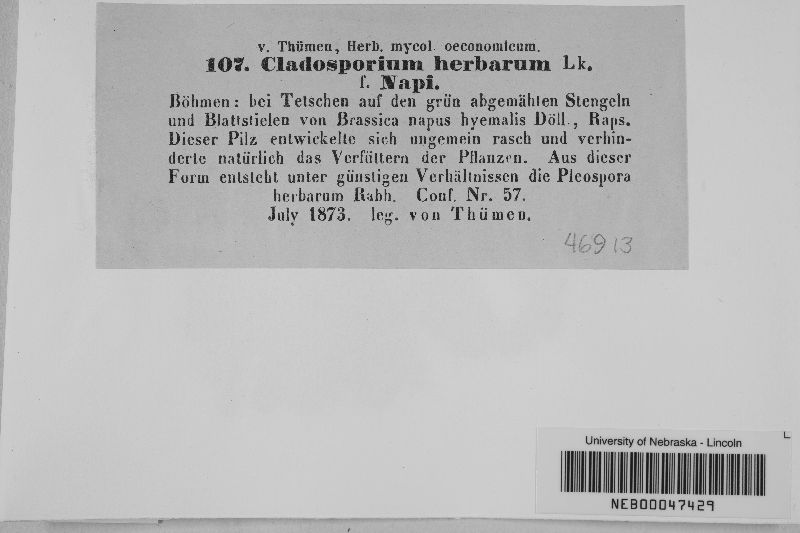 v. Thümen, Herb. mycol. oeconomicum.
107. Cladosporium herbarum Lk.
f. Napi.
Böhmen: bei Tetschen auf den grün abgemähten Stengeln
und Blattstielen von Brassica napus hyemalis Döll., Raps.
Dieser Pilz entwickelte sich ungemein rasch und verhin-
derte natürlich das Verfüttern der Pflanzen. Aus dieser
Form entsteht unter günstigen Verhältnissen die Pleospora
herbarum Rabh. Conf. Nr. 57.
July 1873. leg. von Thümen.
46913
University of Nebraska - Lincoln
NEB00047429